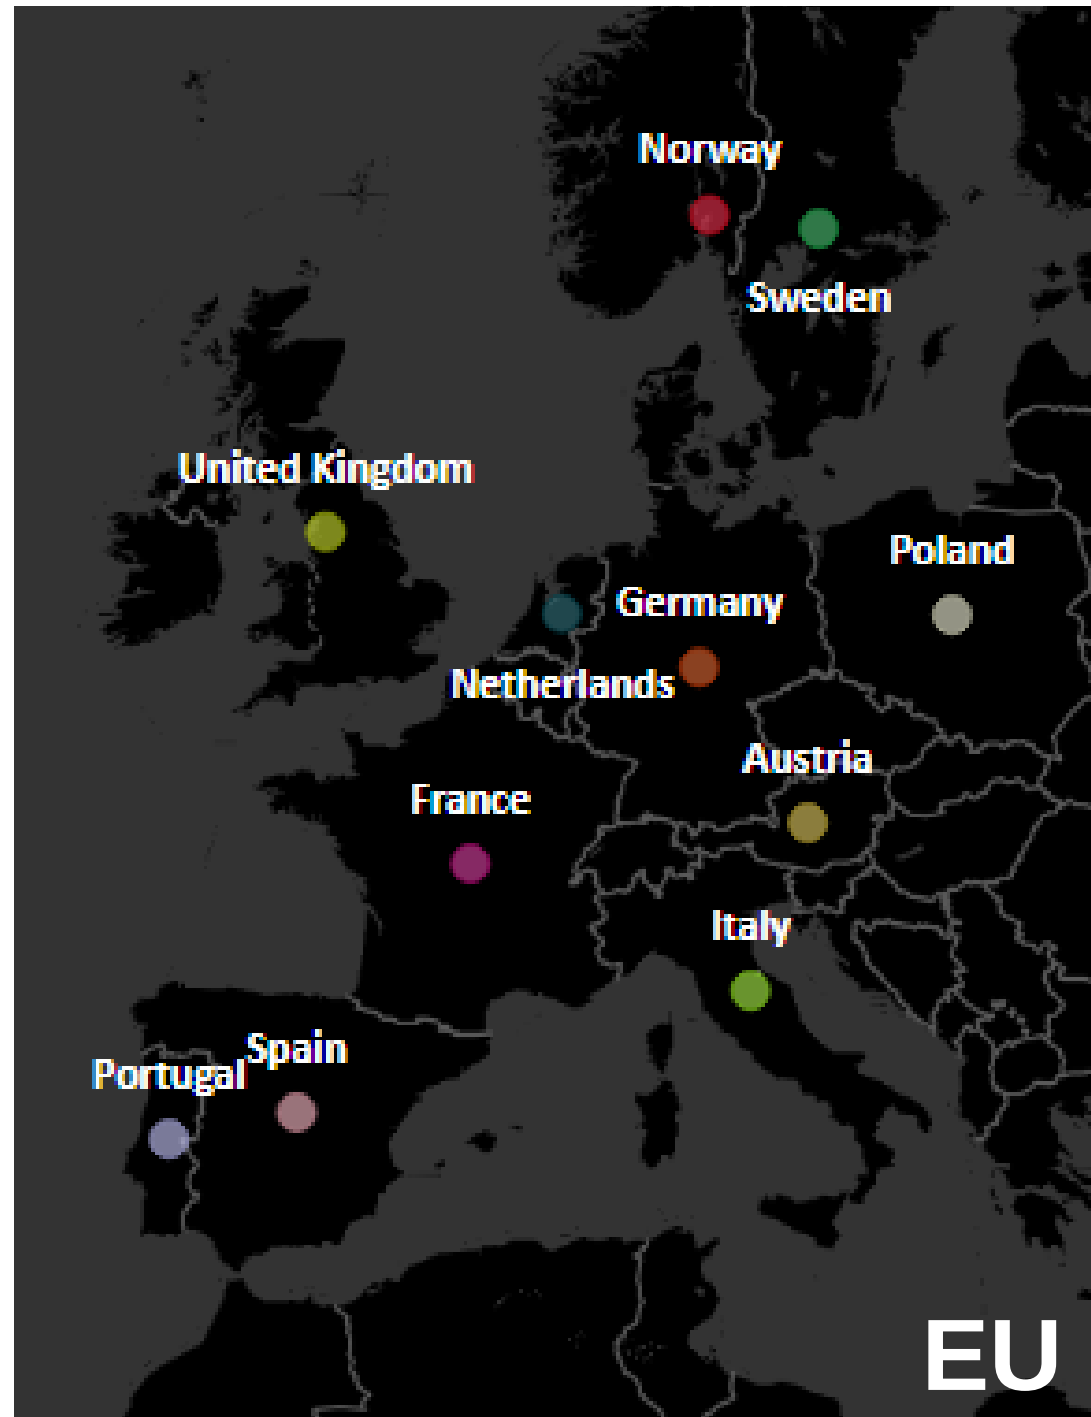 Norway
Sweden
United Kingdom
Poland
Germany
Netherlands
Austria
France
Italy
Spain
Portugal
EU